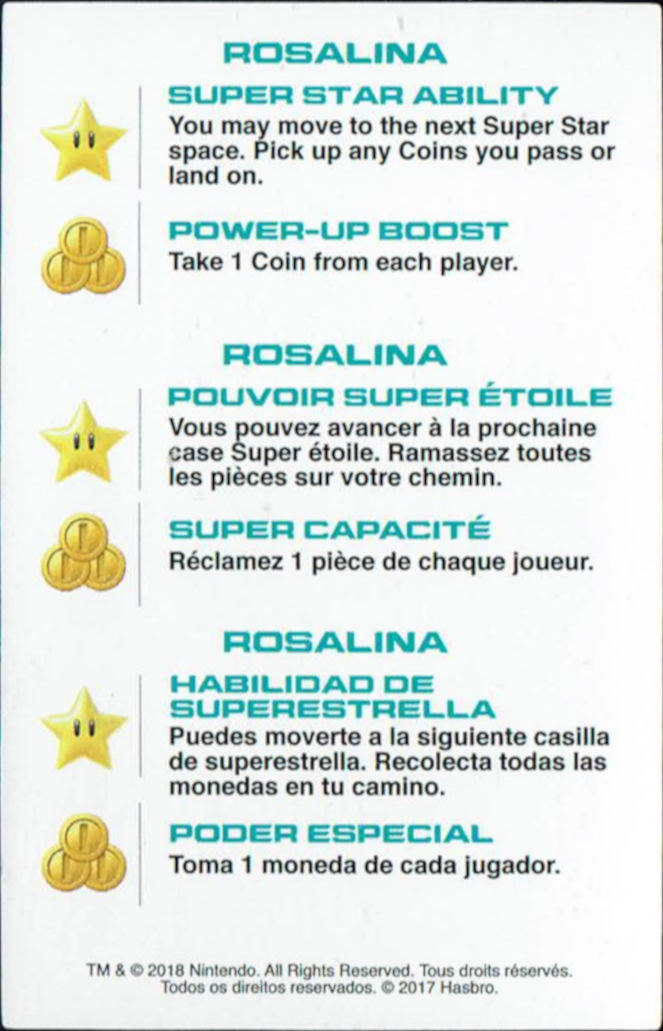 ROSALINA
SUPER STAR ABILITY
You may move to the next Super Star
space. Pick up any Coins you pass or
land on.
POWER-UP BOOST
Take 1 Coin from each player.
ROSALINA
POUVOIR SUPER ÉTOILE
Vous pouvez avancer à la prochaine
case Super étoile. Ramassez toutes
les pièces sur votre chemin.
SUPER CAPACITÉ
Réclamez 1 pièce de chaque joueur.
ROSALINA
HABILIDAD DE
SUPERESTRELLA
Puedes moverte a la siguiente casilla
de superestrella. Recolecta todas las
monedas en tu camino.
PODER ESPECIAL
Toma 1 moneda de cada jugador.
TM & © 2018 Nintendo. All Rights Reserved. Tous droits réservés.
Todos os direitos reservados. © 2017 Hasbro.